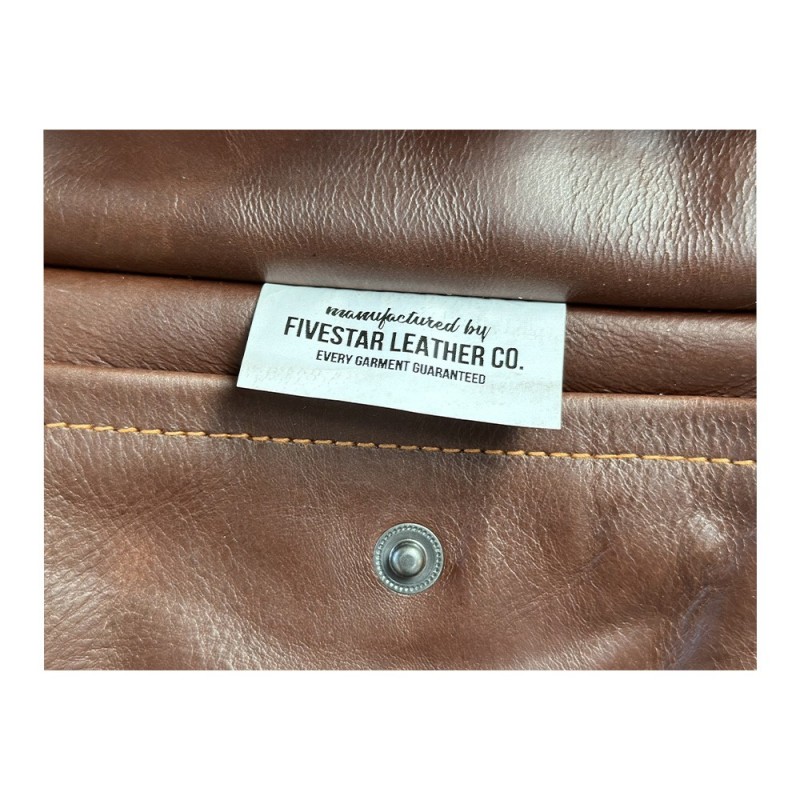 manufactured by
FIVESTAR LEATHER CO.
EVERY GARMENT GUARANTEED